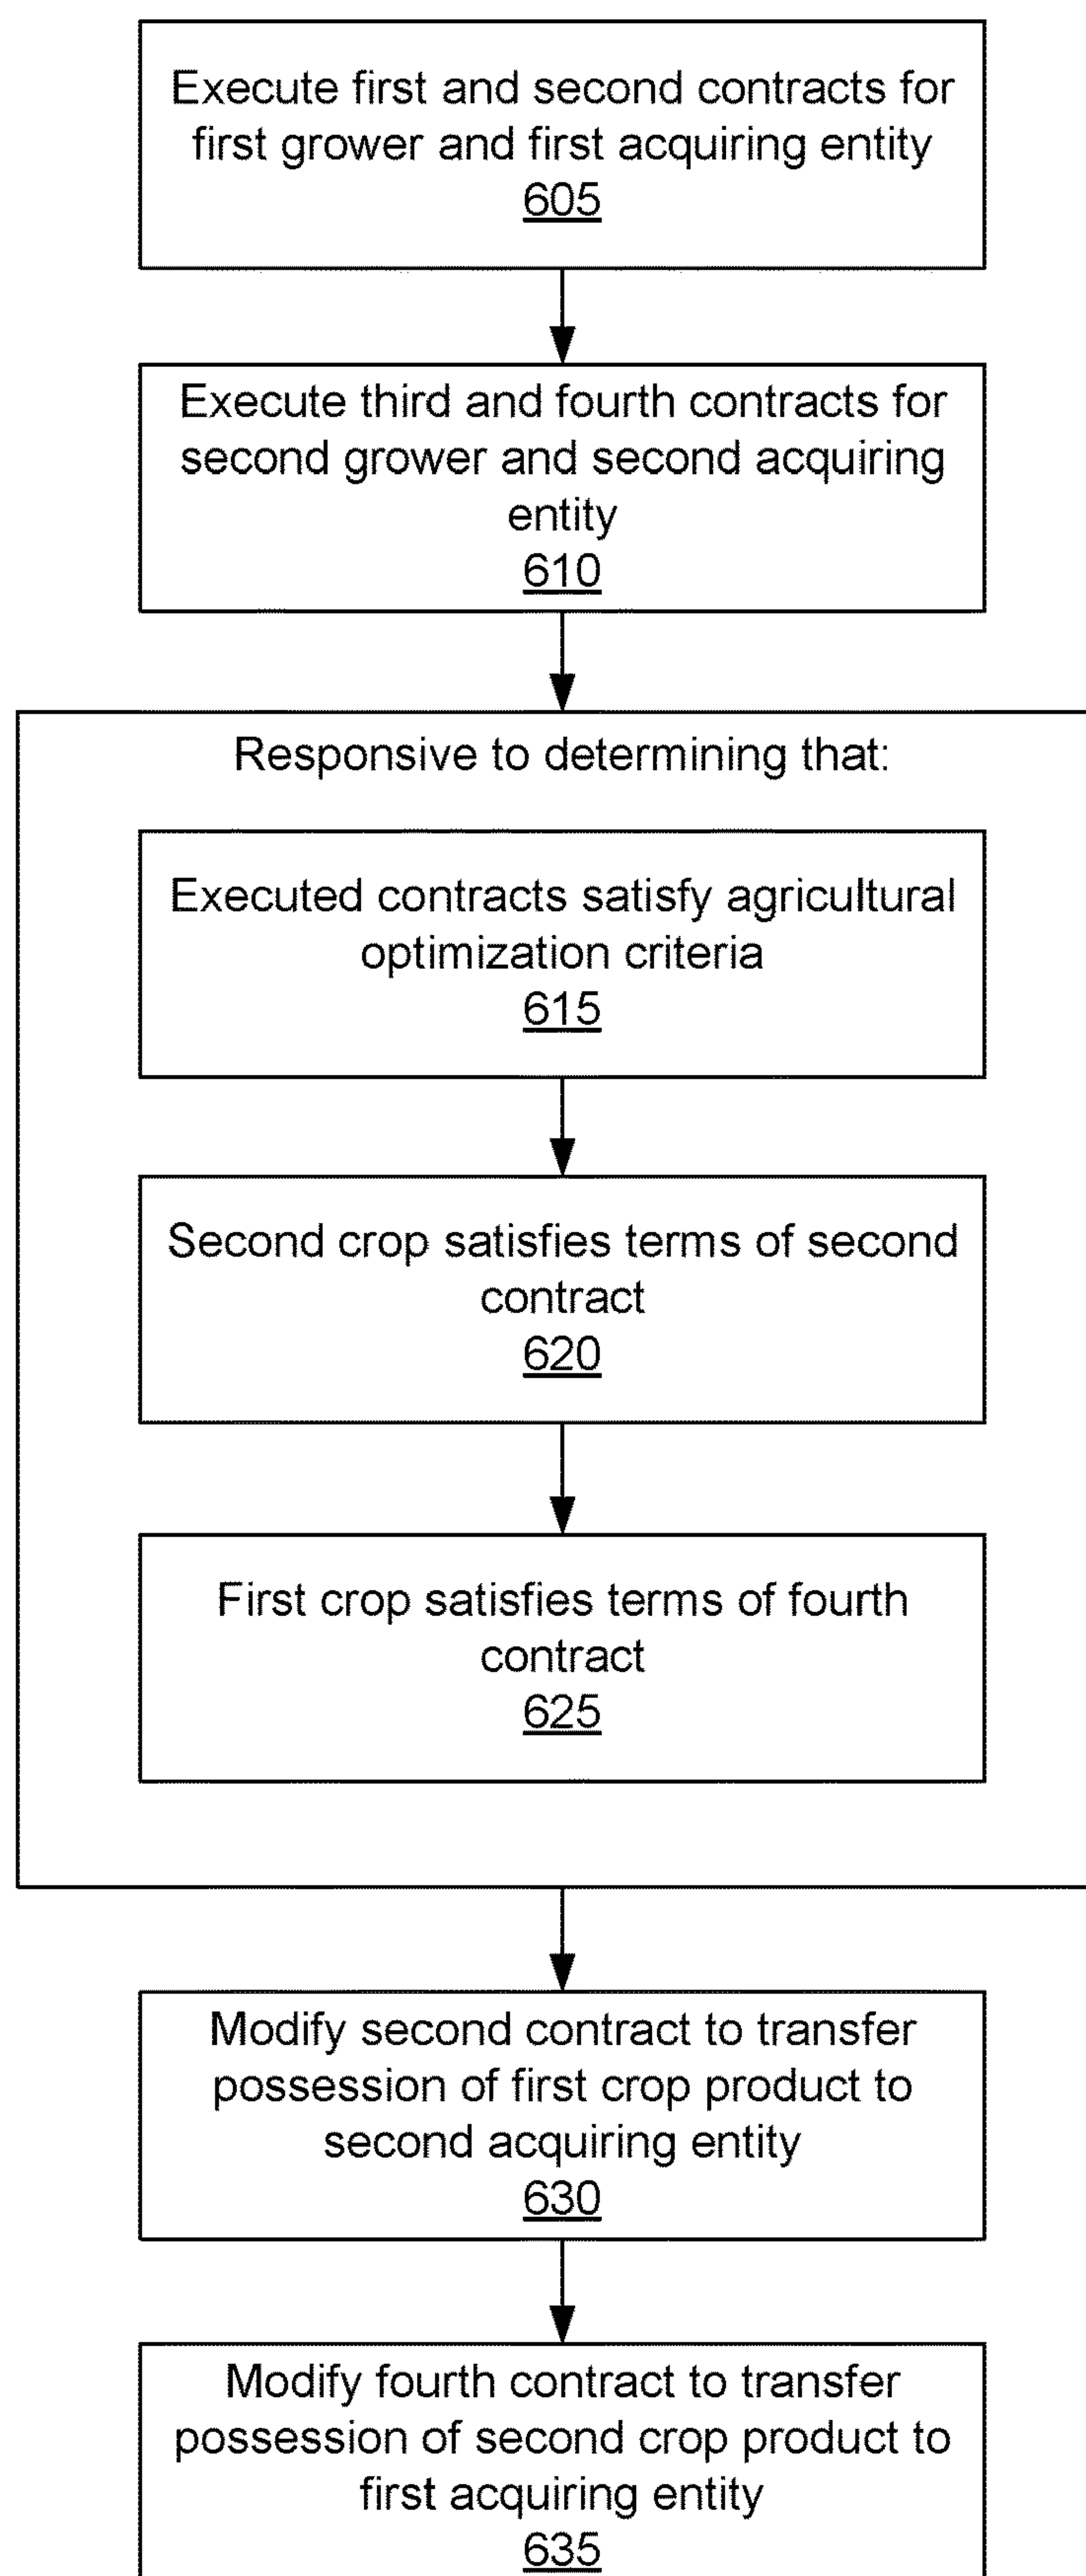 Execute first and second contracts for
first grower and first acquiring entity
605
Execute third and fourth contracts for
second grower and second acquiring
entity
610
Responsive to determining that:
Executed contracts satisfy agricultural
optimization criteria
615
Second crop satisfies terms of second
contract
620
First crop satisfies terms of fourth
contract
625
Modify second contract to transfer
possession of first crop product to
second acquiring entity
630
Modify fourth contract to transfer
possession of second crop product to
first acquiring entity
635